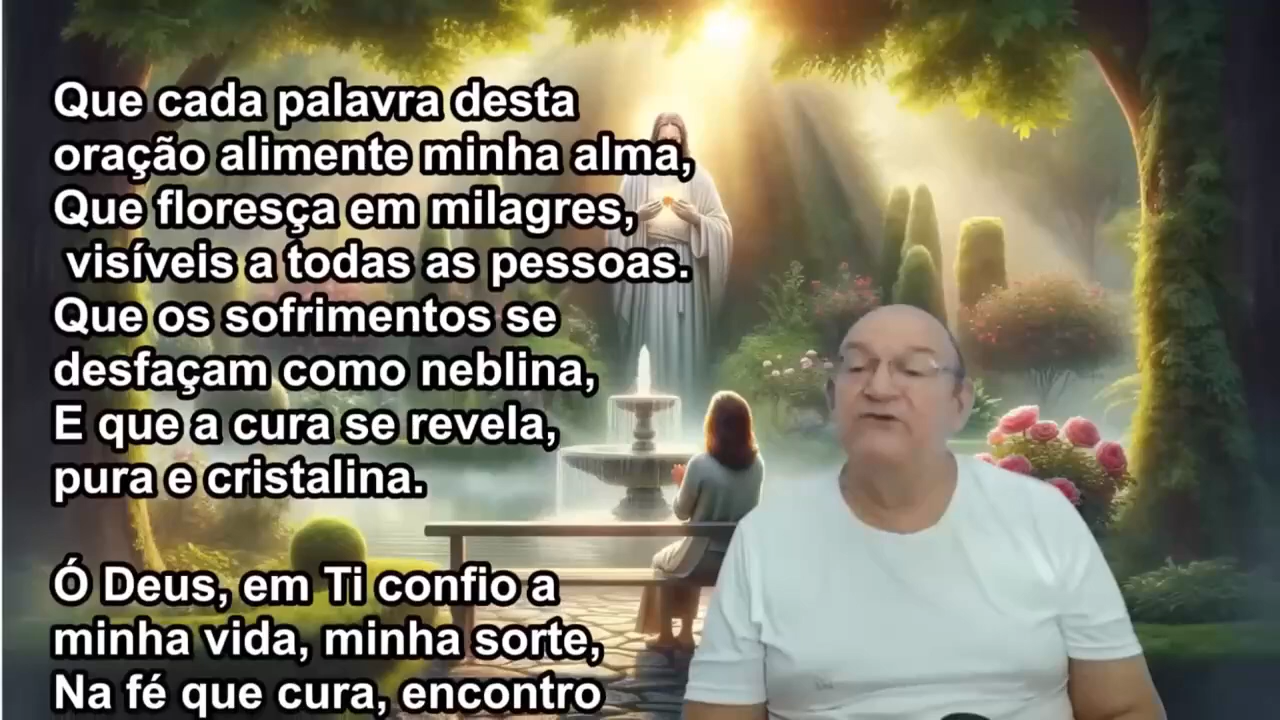 Que cada palavra desta
oração alimente minha alma,
Que floresça em milagres,
visíveis a todas as pessoas.
Que os sofrimentos se
desfaçam como neblina,
E que a cura se revela,
pura e cristalina.
Ó Deus, em Ti confio a
minha vida, minha sorte,
Na fé que cura, encontro